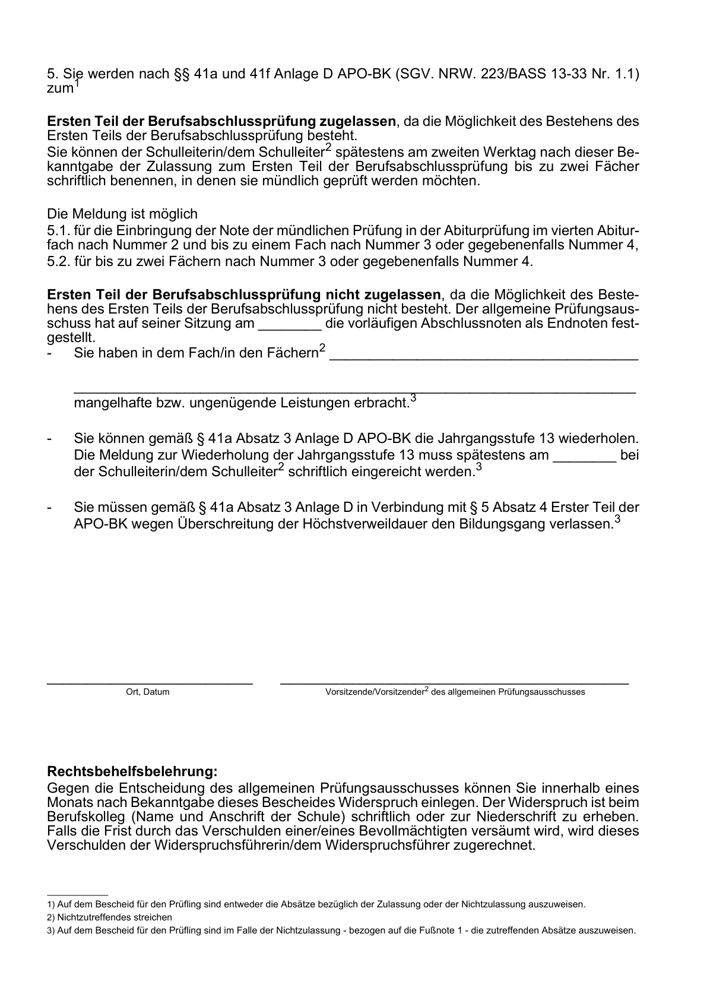 5. Sie werden nach §§ 41a und 41f Anlage D APO-BK (SGV. NRW. 223/BASS 13-33 Nr. 1.1)
zum1
Ersten Teil der Berufsabschlussprüfung zugelassen, da die Möglichkeit des Bestehens des
Ersten Teils der Berufsabschlussprüfung besteht.
Sie können der Schulleiterin/dem Schulleiter2 spätestens am zweiten Werktag nach dieser Be-
kanntgabe der Zulassung zum Ersten Teil der Berufsabschlussprüfung bis zu zwei Fächer
schriftlich benennen, in denen sie mündlich geprüft werden möchten.
Die Meldung ist möglich
5.1. für die Einbringung der Note der mündlichen Prüfung in der Abiturprüfung im vierten Abitur-
fach nach Nummer 2 und bis zu einem Fach nach Nummer 3 oder gegebenenfalls Nummer 4,
5.2. für bis zu zwei Fächern nach Nummer 3 oder gegebenenfalls Nummer 4.
Ersten Teil der Berufsabschlussprüfung nicht zugelassen, da die Möglichkeit des Beste-
hens des Ersten Teils der Berufsabschlussprüfung nicht besteht. Der allgemeine Prüfungsaus-
schuss hat auf seiner Sitzung am ________ die vorläufigen Abschlussnoten als Endnoten fest-
gestellt.
- Sie haben in dem Fach/in den Fächern2 _______________________________________
_______________________________________________________________________
mangelhafte bzw. ungenügende Leistungen erbracht.3
- Sie können gemäß § 41a Absatz 3 Anlage D APO-BK die Jahrgangsstufe 13 wiederholen.
Die Meldung zur Wiederholung der Jahrgangsstufe 13 muss spätestens am ________ bei
der Schulleiterin/dem Schulleiter2 schriftlich eingereicht werden.3
- Sie müssen gemäß § 41a Absatz 3 Anlage D in Verbindung mit § 5 Absatz 4 Erster Teil der
APO-BK wegen Überschreitung der Höchstverweildauer den Bildungsgang verlassen.3
__________________________ ____________________________________________
Ort, Datum Vorsitzende/Vorsitzender2 des allgemeinen Prüfungsausschusses
Rechtsbehelfsbelehrung:
Gegen die Entscheidung des allgemeinen Prüfungsausschusses können Sie innerhalb eines
Monats nach Bekanntgabe dieses Bescheides Widerspruch einlegen. Der Widerspruch ist beim
Berufskolleg (Name und Anschrift der Schule) schriftlich oder zur Niederschrift zu erheben.
Falls die Frist durch das Verschulden einer/eines Bevollmächtigten versäumt wird, wird dieses
Verschulden der Widerspruchsführerin/dem Widerspruchsführer zugerechnet.
1) Auf dem Bescheid für den Prüfling sind entweder die Absätze bezüglich der Zulassung oder der Nichtzulassung auszuweisen.
2) Nichtzutreffendes streichen
3) Auf dem Bescheid für den Prüfling sind im Falle der Nichtzulassung - bezogen auf die Fußnote 1 - die zutreffenden Absätze auszuweisen.